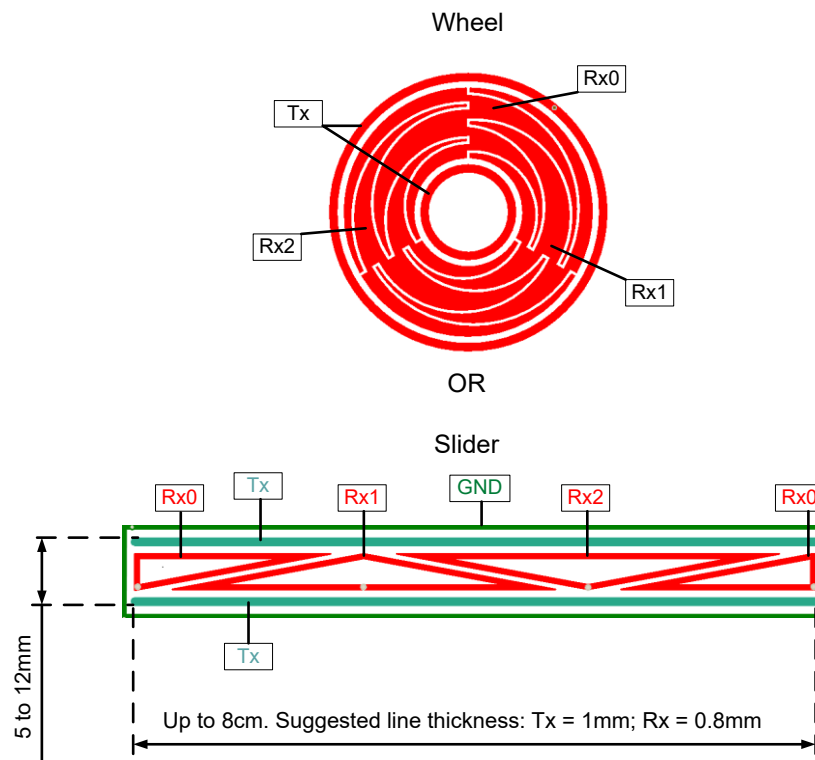 Wheel
Rx0
Tx
Rx2
Rx1
OR
Slider
Rx0
Tx
Rx1
GND
Rx2
Rx0
Tx
5 to 12mm
Up to 8cm. Suggested line thickness: Tx = 1mm; Rx = 0.8mm